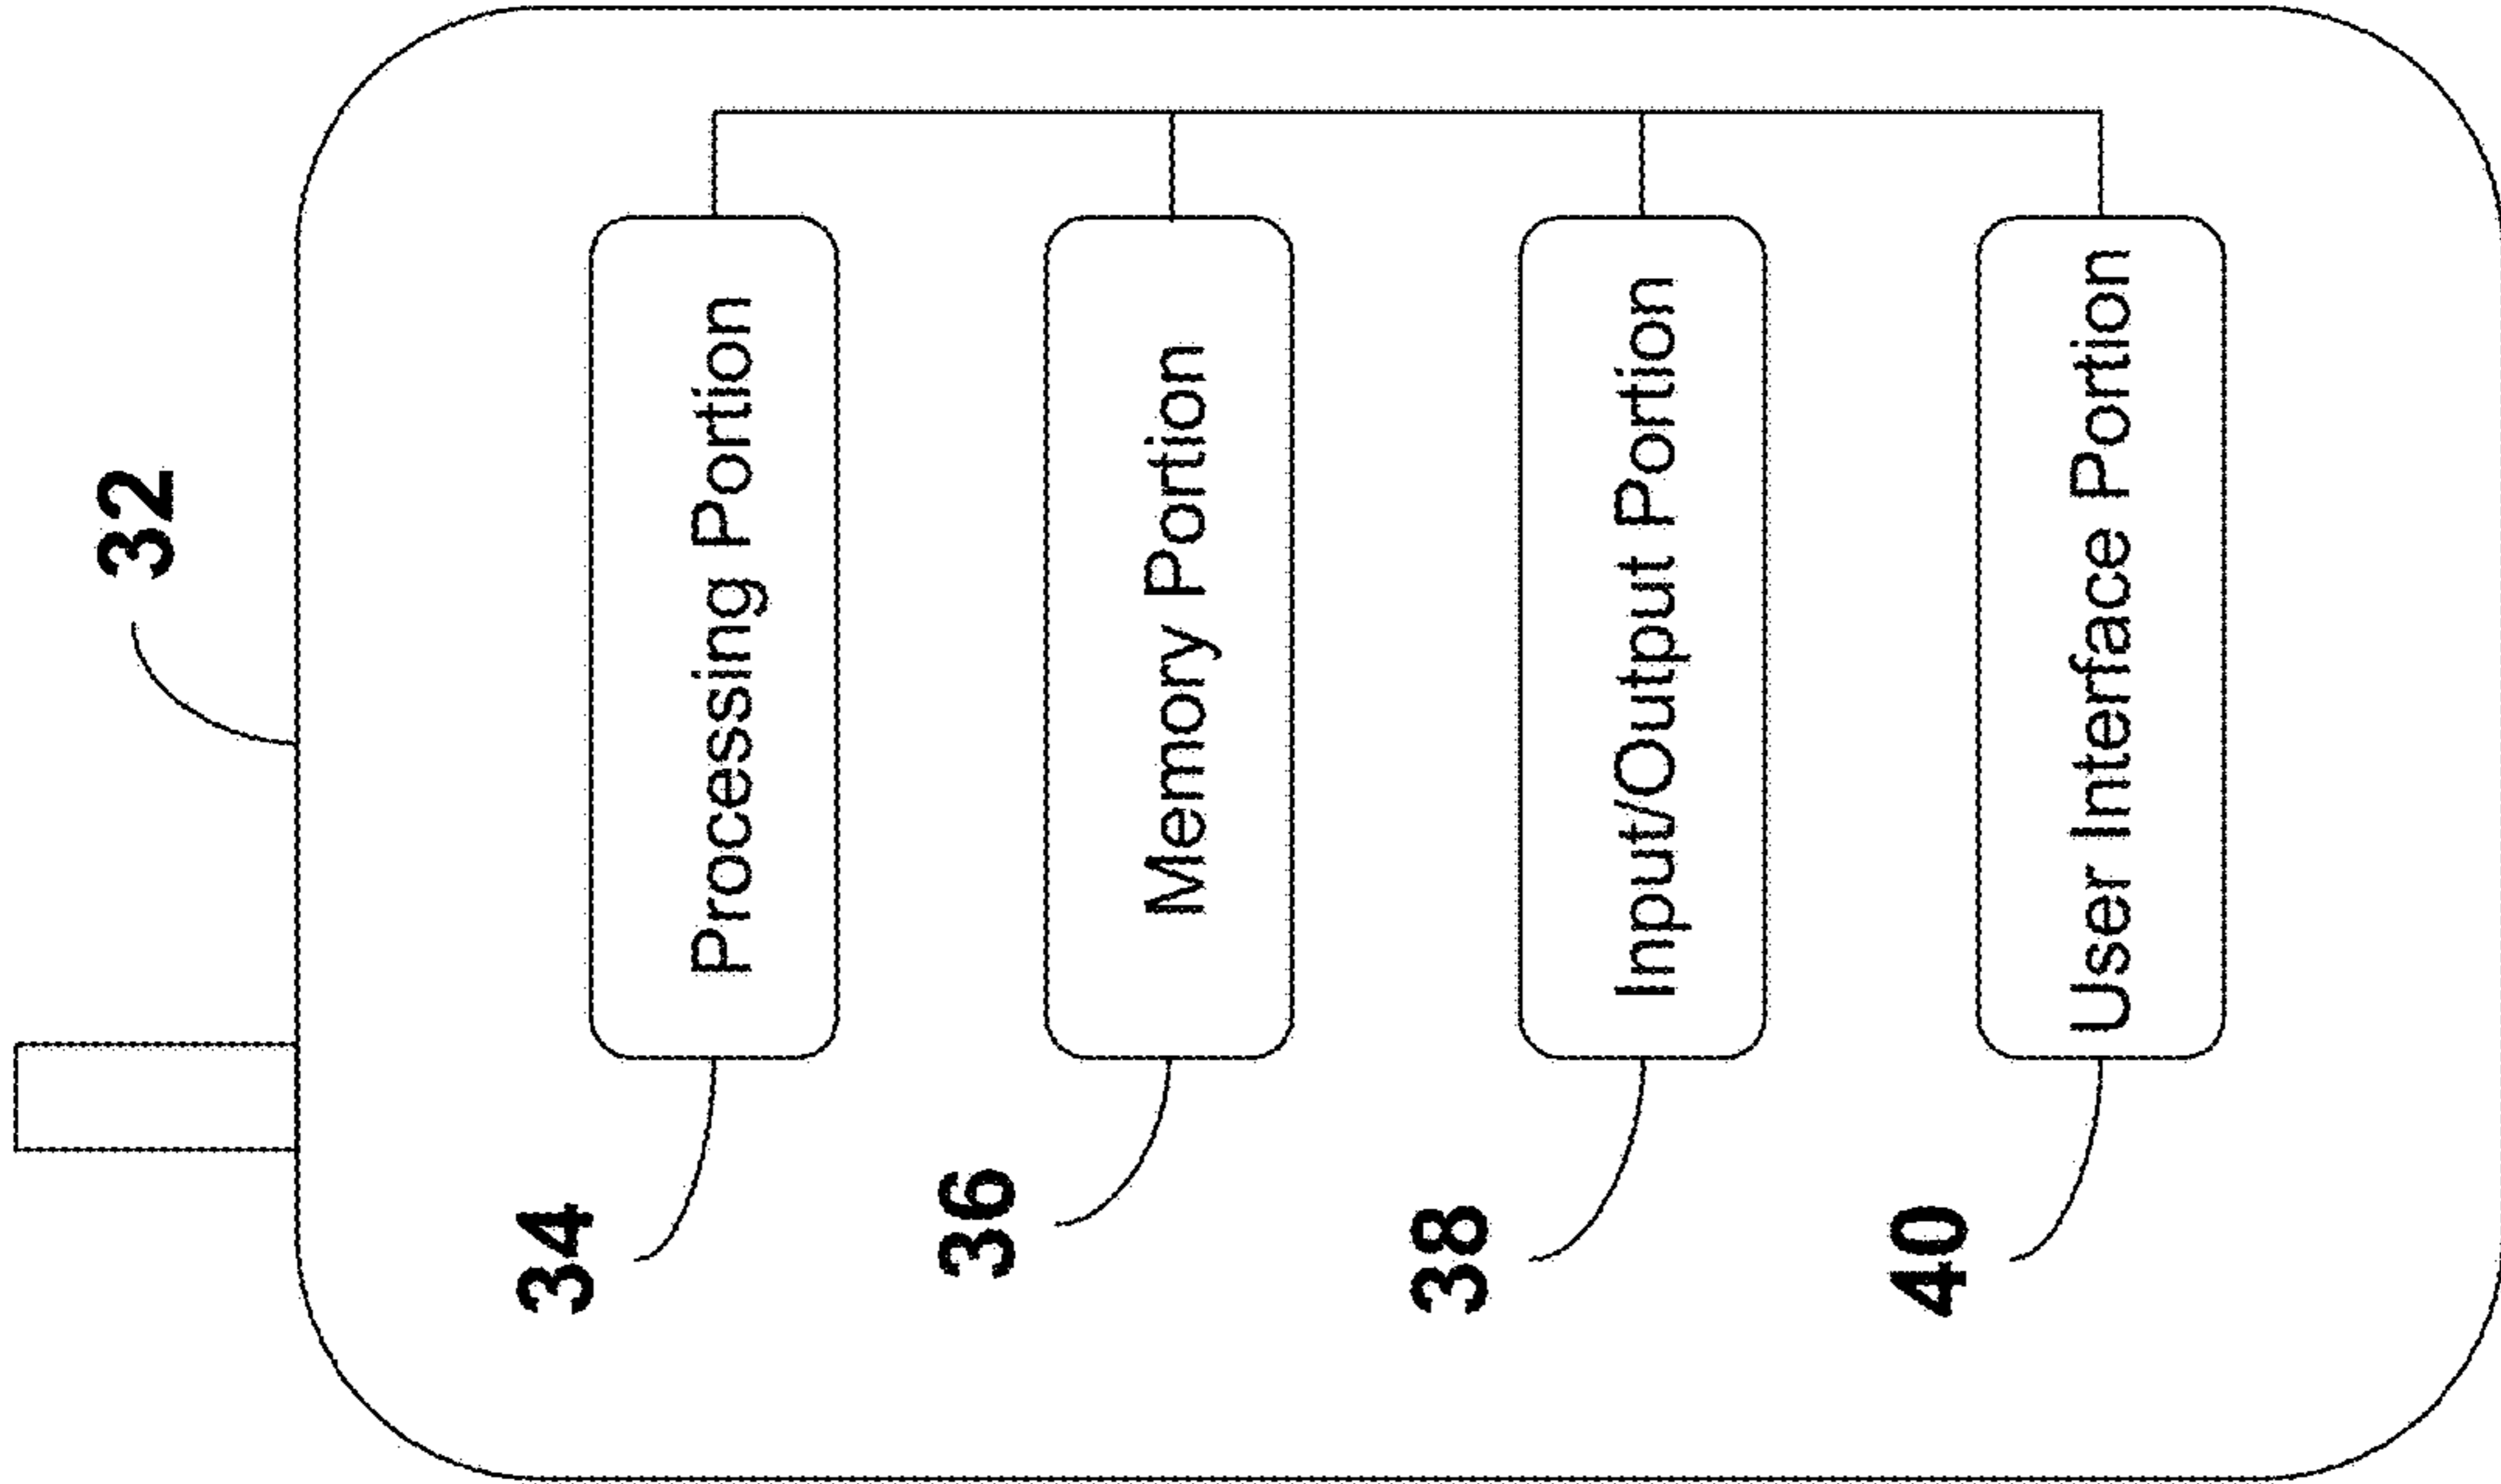 32
34
Processing Portion
36
Memory Portion
38
Input/Output Portion
40
User Interface Portion